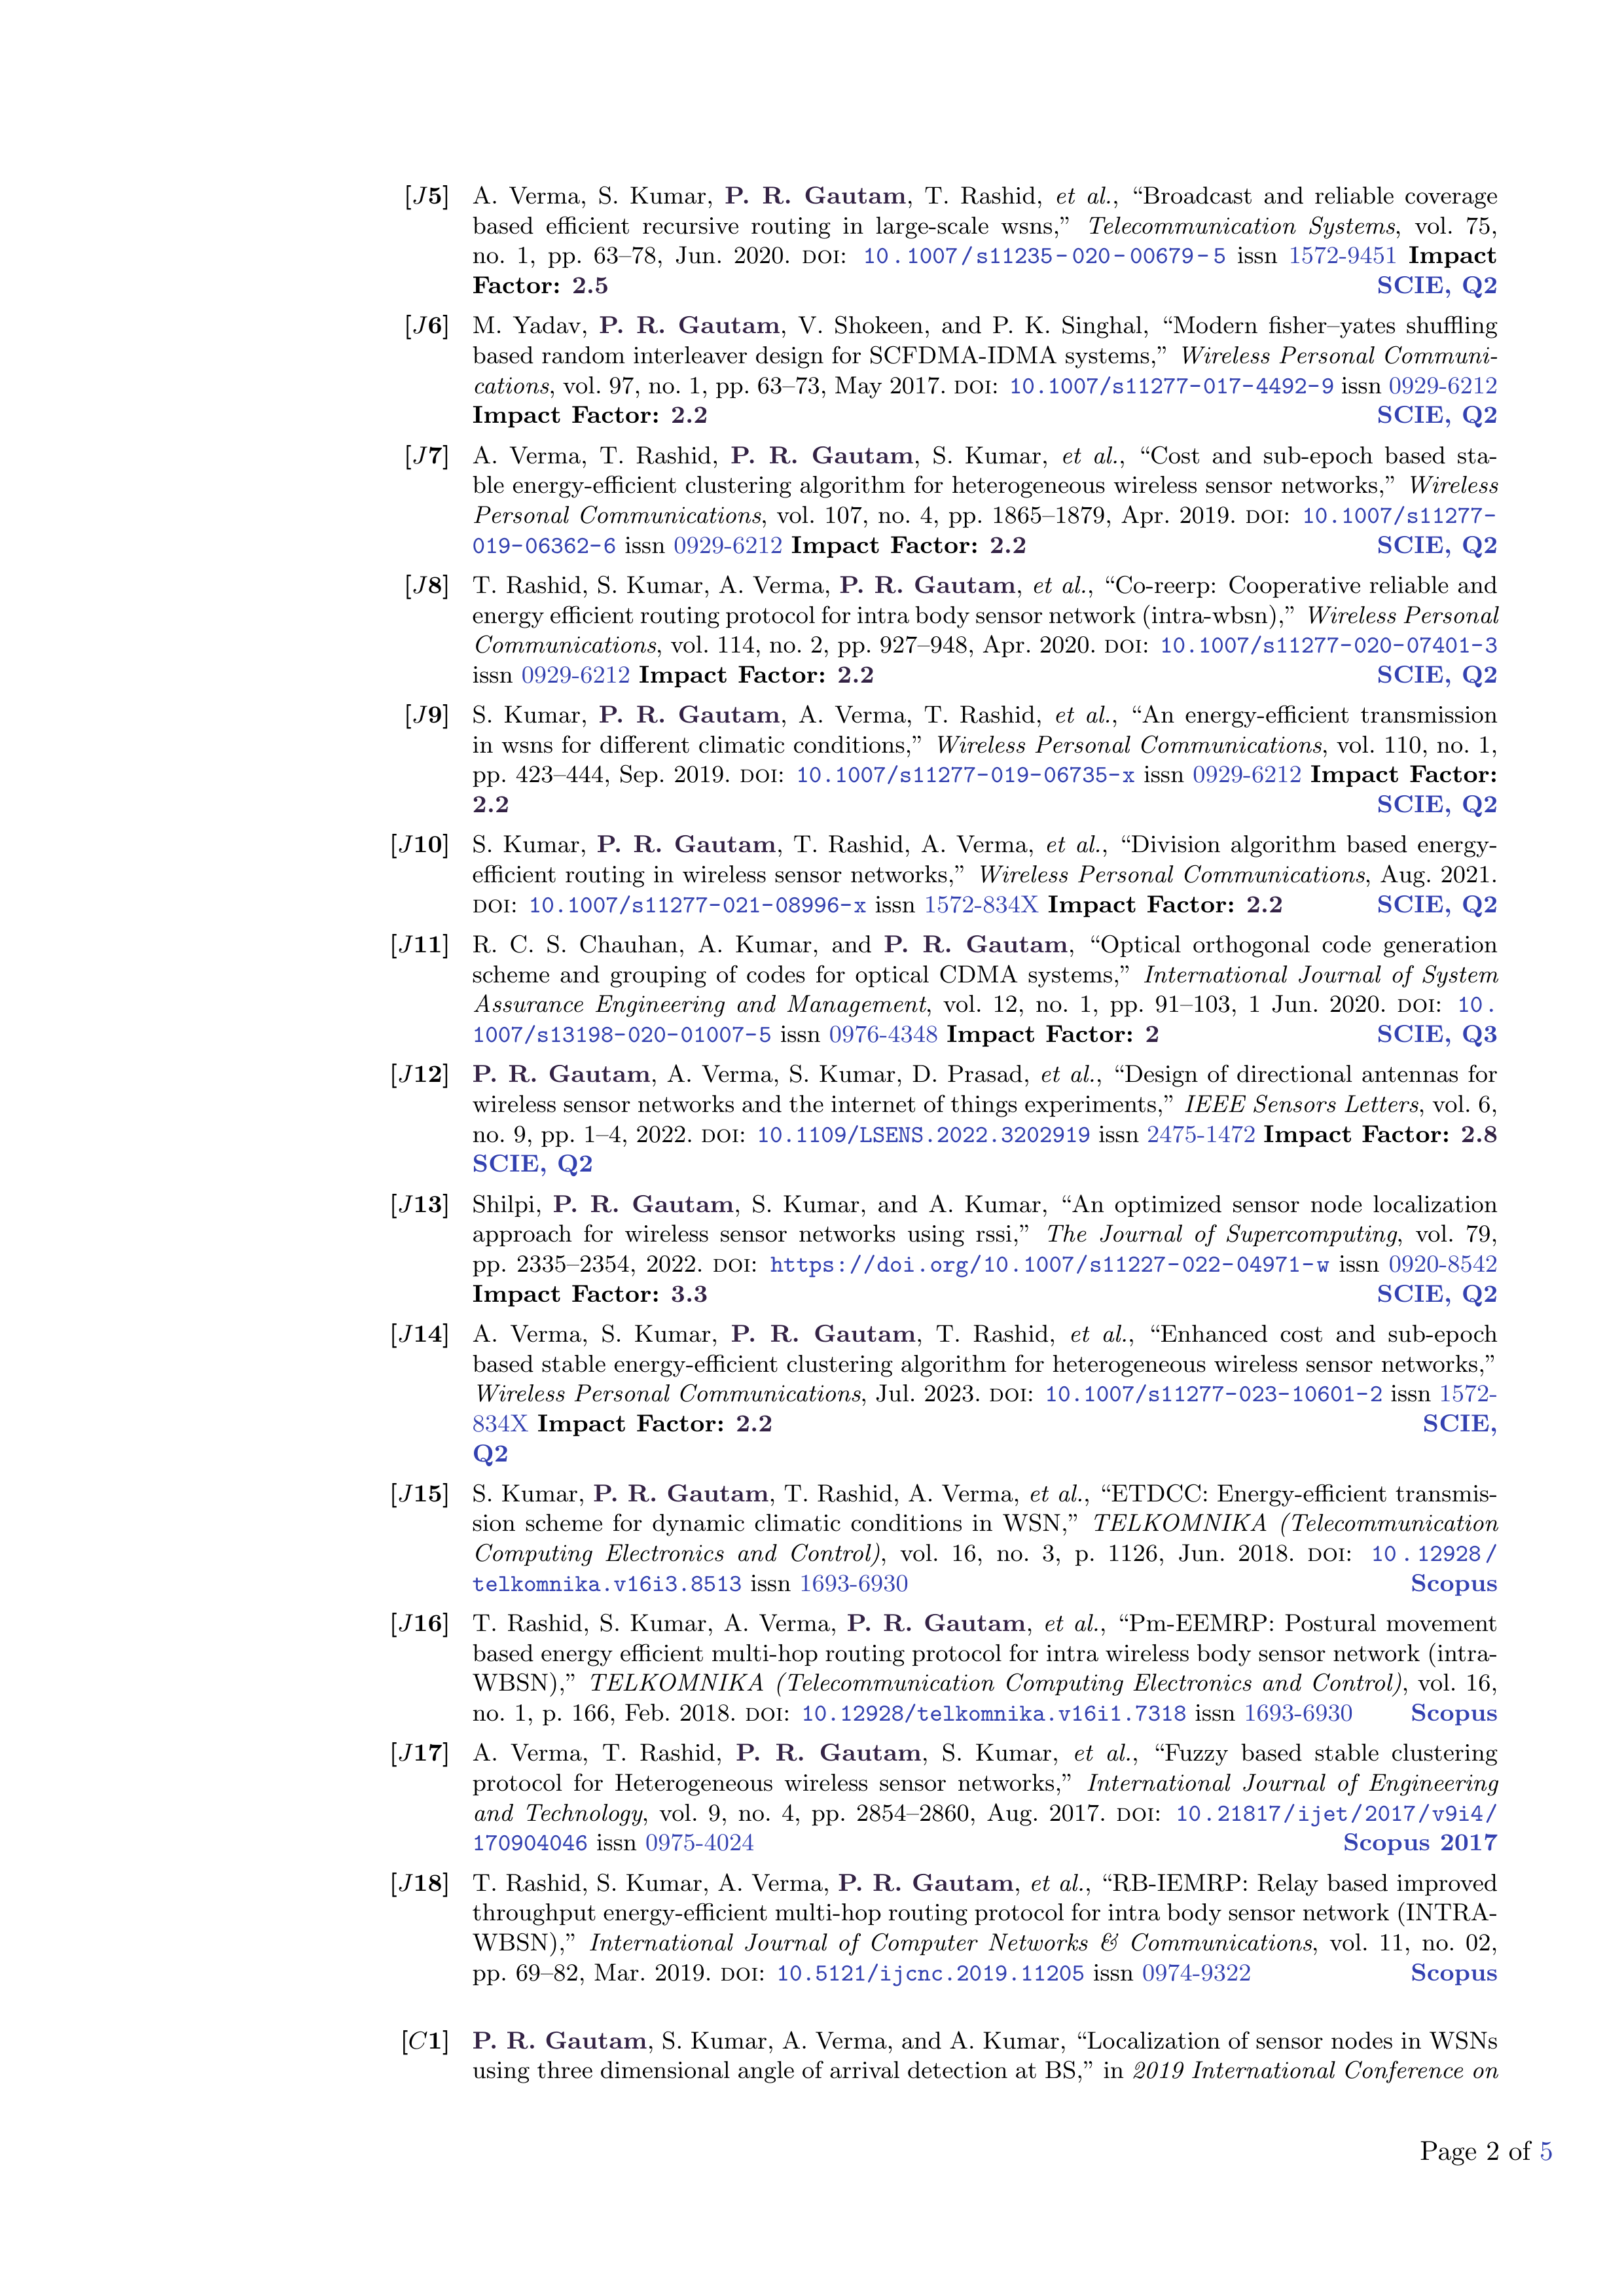 [J5] A. Verma, S. Kumar, P. R. Gautam, T. Rashid, et al., “Broadcast and reliable coverage
based efficient recursive routing in large-scale wsns,” Telecommunication Systems, vol. 75,
no. 1, pp. 63–78, Jun. 2020. DOI: 10.1007/s11235-020-00679-5 issn 1572-9451 Impact
Factor: 2.5 SCIE, Q2
[J6] M. Yadav, P. R. Gautam, V. Shokeen, and P. K. Singhal, “Modern fisher–yates shuffling
based random interleaver design for SCFDMA-IDMA systems,” Wireless Personal Communi-
cations, vol. 97, no. 1, pp. 63–73, May 2017. DOI: 10.1007/s11277-017-4492-9 issn 0929-6212
Impact Factor: 2.2 SCIE, Q2
[J7] A. Verma, T. Rashid, P. R. Gautam, S. Kumar, et al., “Cost and sub-epoch based sta-
ble energy-efficient clustering algorithm for heterogeneous wireless sensor networks,” Wireless
Personal Communications, vol. 107, no. 4, pp. 1865–1879, Apr. 2019. DOI: 10.1007/s11277-
019-06362-6 issn 0929-6212 Impact Factor: 2.2 SCIE, Q2
[J8] T. Rashid, S. Kumar, A. Verma, P. R. Gautam, et al., “Co-reerp: Cooperative reliable and
energy efficient routing protocol for intra body sensor network (intra-wbsn),” Wireless Personal
Communications, vol. 114, no. 2, pp. 927–948, Apr. 2020. DOI: 10.1007/s11277-020-07401-3
issn 0929-6212 Impact Factor: 2.2 SCIE, Q2
[J9] S. Kumar, P. R. Gautam, A. Verma, T. Rashid, et al., “An energy-efficient transmission
in wsns for different climatic conditions,” Wireless Personal Communications, vol. 110, no. 1,
pp. 423–444, Sep. 2019. DOI: 10.1007/s11277-019-06735-x issn 0929-6212 Impact Factor:
2.2 SCIE, Q2
[J10] S. Kumar, P. R. Gautam, T. Rashid, A. Verma, et al., “Division algorithm based energy-
efficient routing in wireless sensor networks,” Wireless Personal Communications, Aug. 2021.
DOI: 10.1007/s11277-021-08996-x issn 1572-834X Impact Factor: 2.2 SCIE, Q2
[J11] R. C. S. Chauhan, A. Kumar, and P. R. Gautam, “Optical orthogonal code generation
scheme and grouping of codes for optical CDMA systems,” International Journal of System
Assurance Engineering and Management, vol. 12, no. 1, pp. 91–103, 1 Jun. 2020. DOI: 10.
1007/s13198-020-01007-5 issn 0976-4348 Impact Factor: 2 SCIE, Q3
[J12] P. R. Gautam, A. Verma, S. Kumar, D. Prasad, et al., “Design of directional antennas for
wireless sensor networks and the internet of things experiments,” IEEE Sensors Letters, vol. 6,
no. 9, pp. 1–4, 2022. DOI: 10.1109/LSENS.2022.3202919 issn 2475-1472 Impact Factor: 2.8
SCIE, Q2
[J13] Shilpi, P. R. Gautam, S. Kumar, and A. Kumar, “An optimized sensor node localization
approach for wireless sensor networks using rssi,” The Journal of Supercomputing, vol. 79,
pp. 2335–2354, 2022. DOI: https://doi.org/10.1007/s11227-022-04971-w issn 0920-8542
Impact Factor: 3.3 SCIE, Q2
[J14] A. Verma, S. Kumar, P. R. Gautam, T. Rashid, et al., “Enhanced cost and sub-epoch
based stable energy-efficient clustering algorithm for heterogeneous wireless sensor networks,”
Wireless Personal Communications, Jul. 2023. DOI: 10.1007/s11277-023-10601-2 issn 1572-
834X Impact Factor: 2.2 SCIE,
Q2
[J15] S. Kumar, P. R. Gautam, T. Rashid, A. Verma, et al., “ETDCC: Energy-efficient transmis-
sion scheme for dynamic climatic conditions in WSN,” TELKOMNIKA (Telecommunication
Computing Electronics and Control), vol. 16, no. 3, p. 1126, Jun. 2018. DOI: 10.12928/
telkomnika.v16i3.8513 issn 1693-6930 Scopus
[J16] T. Rashid, S. Kumar, A. Verma, P. R. Gautam, et al., “Pm-EEMRP: Postural movement
based energy efficient multi-hop routing protocol for intra wireless body sensor network (intra-
WBSN),” TELKOMNIKA (Telecommunication Computing Electronics and Control), vol. 16,
no. 1, p. 166, Feb. 2018. DOI: 10.12928/telkomnika.v16i1.7318 issn 1693-6930 Scopus
[J17] A. Verma, T. Rashid, P. R. Gautam, S. Kumar, et al., “Fuzzy based stable clustering
protocol for Heterogeneous wireless sensor networks,” International Journal of Engineering
and Technology, vol. 9, no. 4, pp. 2854–2860, Aug. 2017. DOI: 10.21817/ijet/2017/v9i4/
170904046 issn 0975-4024 Scopus 2017
[J18] T. Rashid, S. Kumar, A. Verma, P. R. Gautam, et al., “RB-IEMRP: Relay based improved
throughput energy-efficient multi-hop routing protocol for intra body sensor network (INTRA-
WBSN),” International Journal of Computer Networks & Communications, vol. 11, no. 02,
pp. 69–82, Mar. 2019. DOI: 10.5121/ijcnc.2019.11205 issn 0974-9322 Scopus
[C1] P. R. Gautam, S. Kumar, A. Verma, and A. Kumar, “Localization of sensor nodes in WSNs
using three dimensional angle of arrival detection at BS,” in 2019 International Conference on
Page 2 of 5